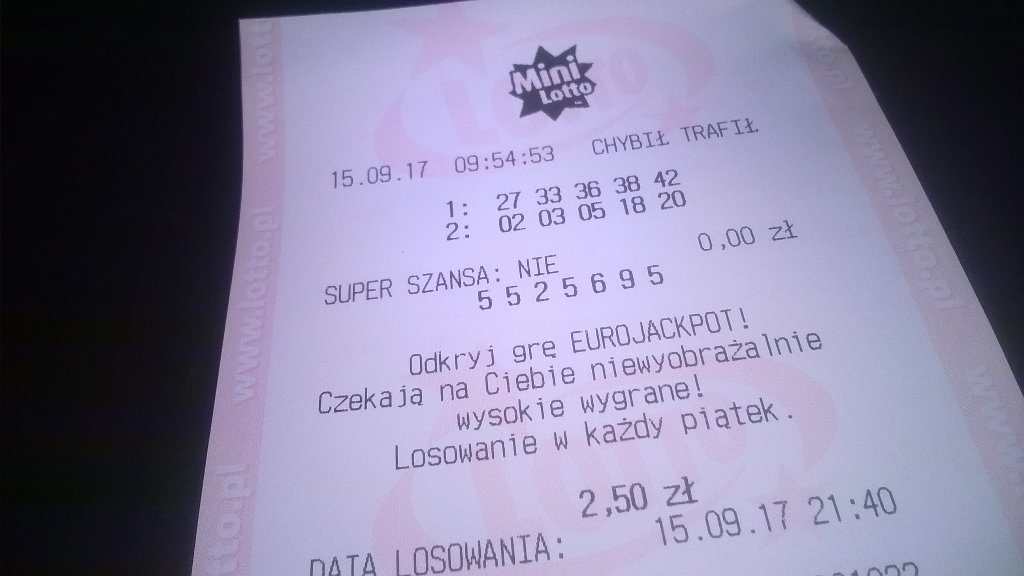 Mini
Lotto
15.09.17 09:54:53 CHYBIŁ TRAFIŁ
1: 27 33 36 38 42
2: 02 03 05 18 20
SUPER SZANSA: NIE 0,00 zł
5 5 2 5 6 9 5
Odkryj grę EUROJACKPOT!
Czekają na Ciebie niewyobrażalnie
wysokie wygrane!
Losowanie w każdy piątek.
2,50 zł
DATA LOSOWANIA: 15.09.17 21:40
www.lotto.pl
www.lotto.pl
LOTTO